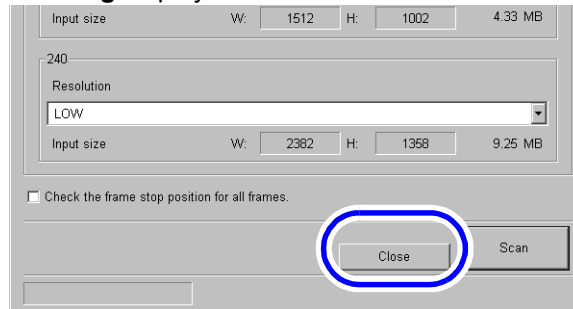 Input size W: 1512 H: 1002 4.33 MB
240
Resolution
LOW
Input size W: 2382 H: 1358 9.25 MB
Check the frame stop position for all frames.
Close Scan